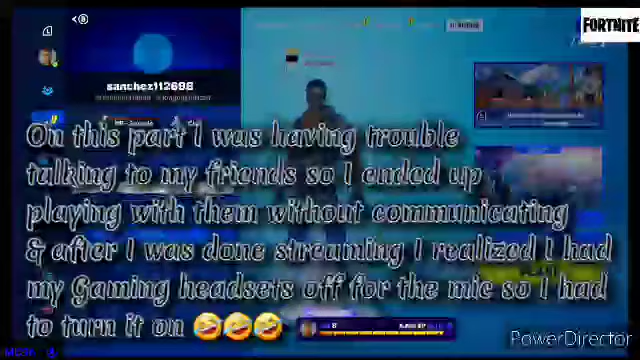 FORTNITE
sanchez112698
On this part I was having trouble
talking to my friends so I ended up
playing with them without communicating
& after I was done streaming I realized I had
my Gaming headsets off for the mic so I had
to turn it on 🤣🤣🤣
PowerDirector